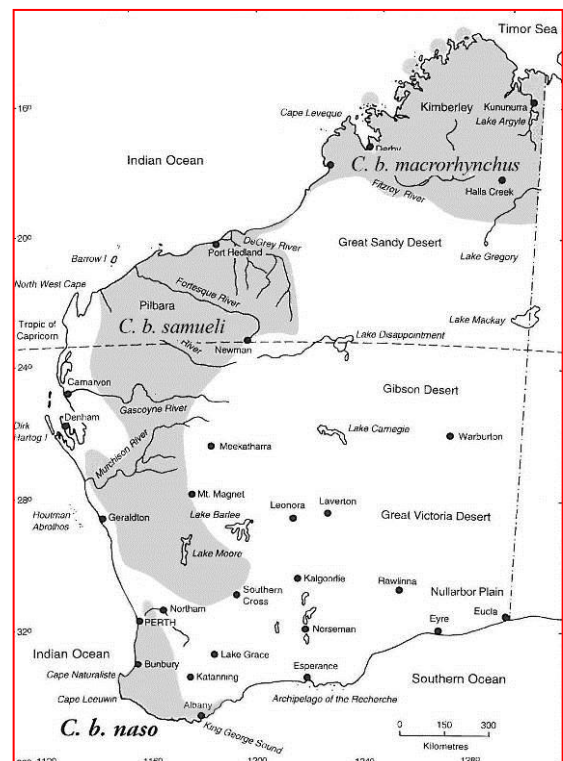 Timor Sea
Kimberley
Kununurra
Cape Leveque
16°
Lake Argyle
Indian Ocean
C. b. macrorhynchus
Fitzroy River
Halls Creek
20°
DeGrey River
Great Sandy Desert
Port Hedland
Barrow I
Lake Gregory
North West Cape
Fortesque River
Pilbara
Tropic of
Capricorn
C. b. samueli
Lake Mackay
Lake Disappointment
River
Newman
24°
Carnarvon
Gibson Desert
Gascoyne River
Denham
Dirk
Hartog I
Lake Carnegie
Warburton
Murchison River
Meekatharra
28°
Mt. Magnet
Leonora
Laverton
Houtman
Abrolhos
Geraldton
Lake Barlee
Great Victoria Desert
Lake Moore
Kalgoorlie
Rawlinna
Southern
Cross
Nullarbor Plain
Northam
Eucla
PERTH
Eyre
32°
Norseman
Indian Ocean
Bunbury
Lake Grace
Cape Naturaliste
Katanning
Esperance
Southern Ocean
Cape Leeuwin
Albany
Archipelago of the Recherche
C. b. naso
King George Sound
0 150 300
Kilometres